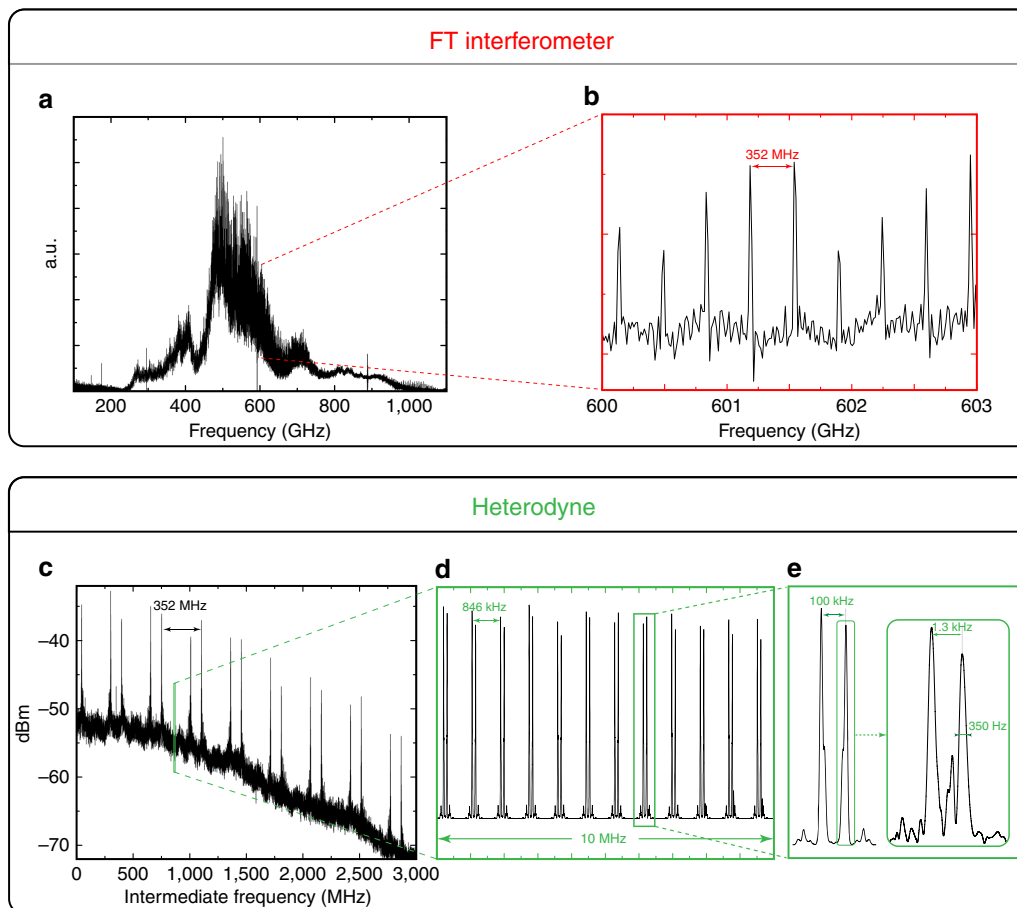 FT interferometer
a
a.u.
200 400 600 800 1,000
Frequency (GHz)
b
352 MHz
600 601 602 603
Frequency (GHz)
Heterodyne
c
352 MHz
−40
−50
−60
−70
dBm
0 500 1,000 1,500 2,000 2,500 3,000
Intermediate frequency (MHz)
d
846 kHz
10 MHz
e
100 kHz
1.3 kHz
350 Hz